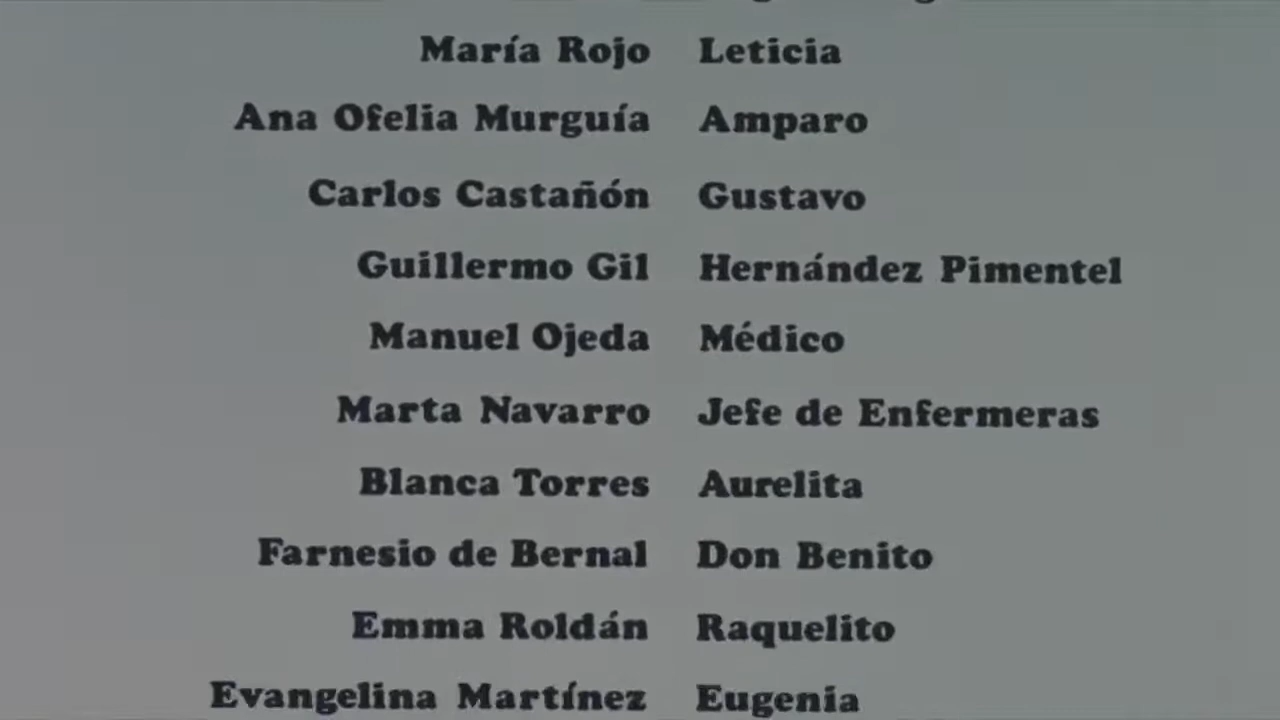 María Rojo Leticia
Ana Ofelia Murguía Amparo
Carlos Castañón Gustavo
Guillermo Gil Hernández Pimentel
Manuel Ojeda Médico
Marta Navarro Jefe de Enfermeras
Blanca Torres Aurelita
Farnesio de Bernal Don Benito
Emma Roldán Raquelito
Evangelina Martínez Eugenia